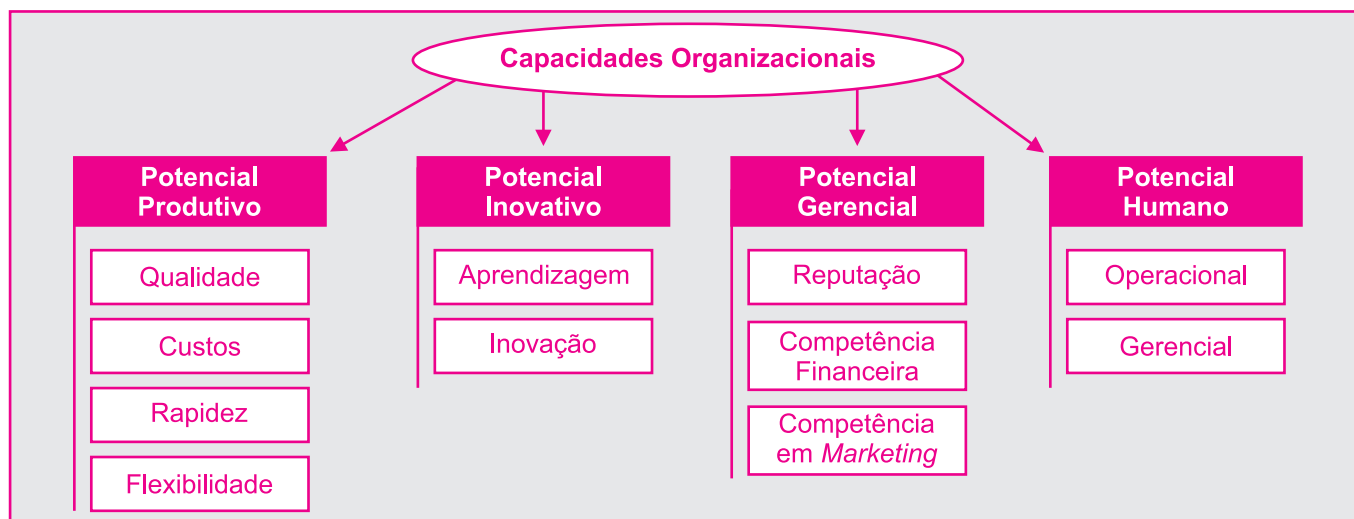 Capacidades Organizacionais
Potencial
Produtivo
Qualidade
Custos
Rapidez
Flexibilidade
Potencial
Inovativo
Aprendizagem
Inovação
Potencial
Gerencial
Reputação
Competência
Financeira
Competência
em Marketing
Potencial
Humano
Operacional
Gerencial